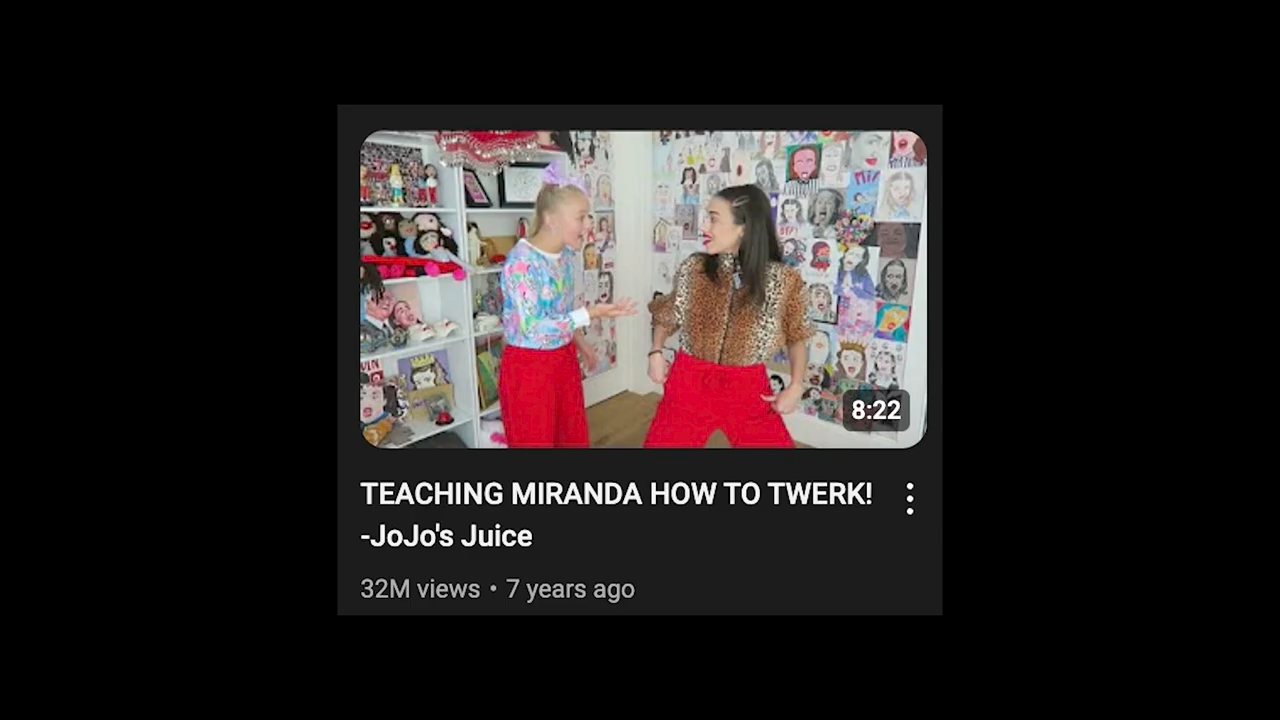 8:22
TEACHING MIRANDA HOW TO TWERK!
-JoJo's Juice
32M views • 7 years ago